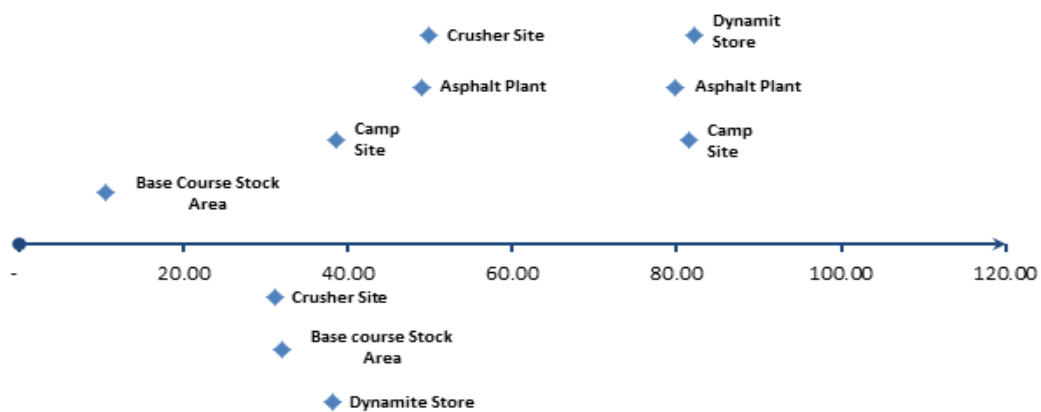 Crusher Site
Dynamit
Store
Asphalt Plant
Asphalt Plant
Camp
Site
Camp
Site
Base Course Stock
Area
-
20.00
40.00
60.00
80.00
100.00
120.00
Crusher Site
Base course Stock
Area
Dynamite Store